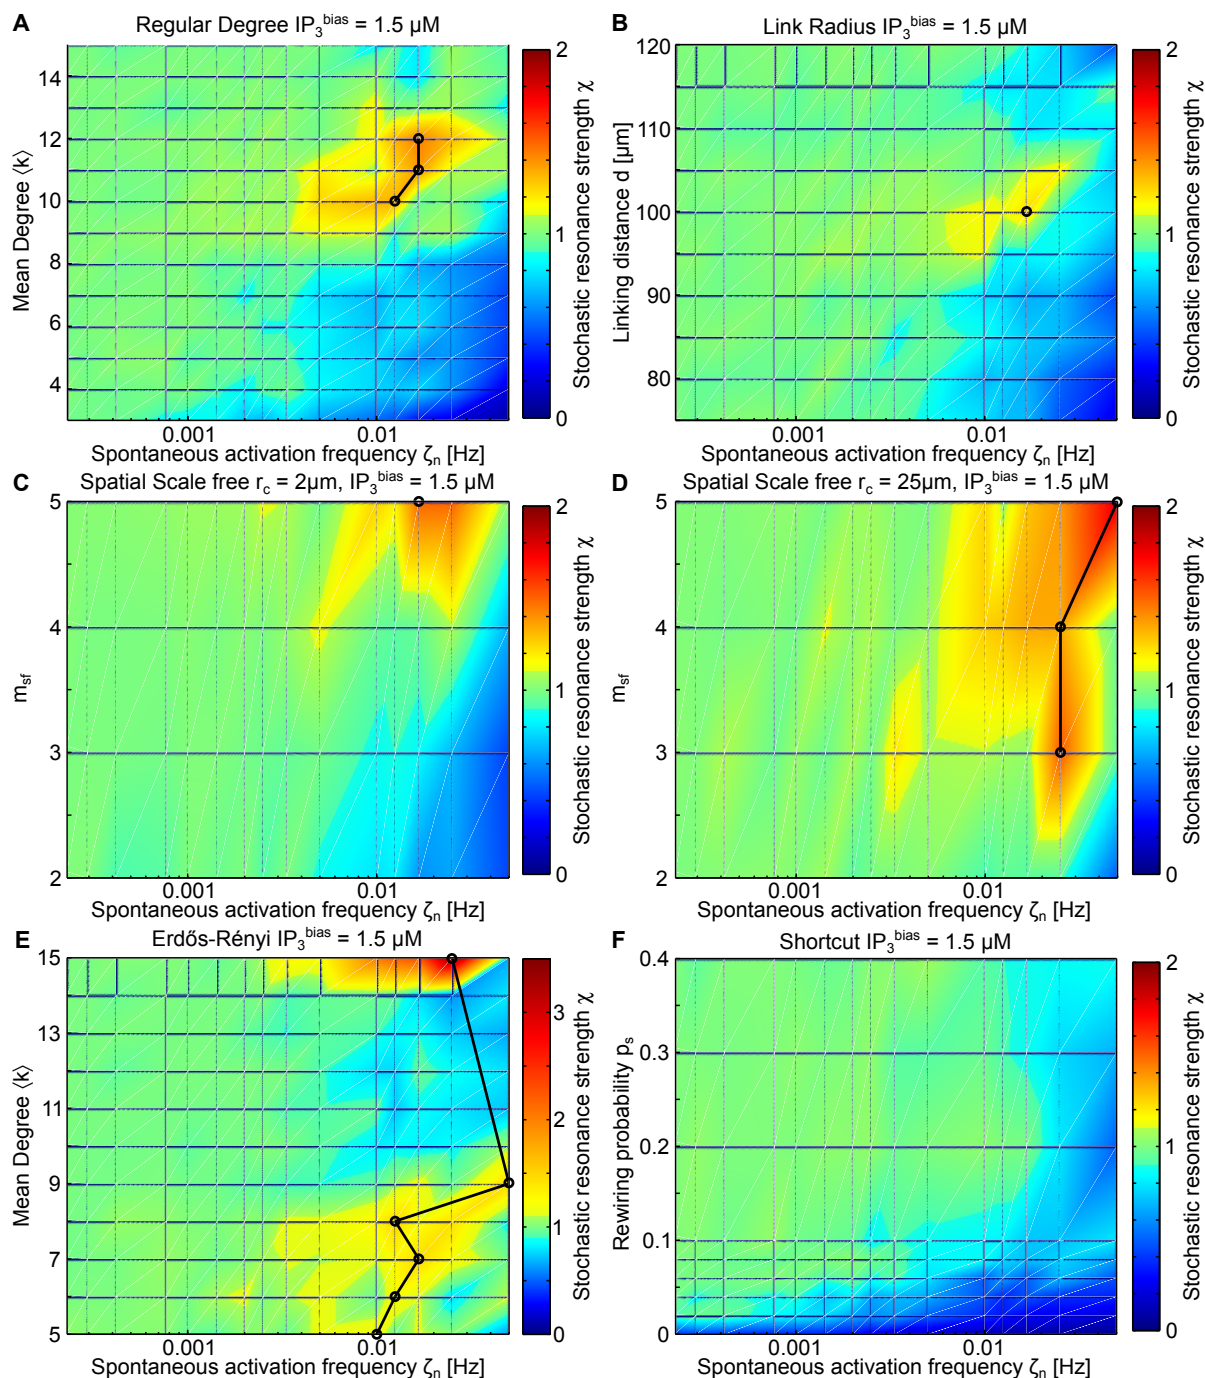 A
Regular Degree IP₃ᵇⁱᵃˢ = 1.5 µM
Mean Degree ⟨k⟩
14
12
10
8
6
4
0.001
0.01
Spontaneous activation frequency ζₙ [Hz]
2
1
0
Stochastic resonance strength χ
B
Link Radius IP₃ᵇⁱᵃˢ = 1.5 µM
Linking distance d [µm]
120
110
100
90
80
0.001
0.01
Spontaneous activation frequency ζₙ [Hz]
2
1
0
Stochastic resonance strength χ
C
Spatial Scale free r_c = 2µm, IP₃ᵇⁱᵃˢ = 1.5 µM
m_sf
5
4
3
2
0.001
0.01
Spontaneous activation frequency ζₙ [Hz]
2
1
0
Stochastic resonance strength χ
D
Spatial Scale free r_c = 25µm, IP₃ᵇⁱᵃˢ = 1.5 µM
m_sf
5
4
3
2
0.001
0.01
Spontaneous activation frequency ζₙ [Hz]
2
1
0
Stochastic resonance strength χ
E
Erdős-Rényi IP₃ᵇⁱᵃˢ = 1.5 µM
Mean Degree ⟨k⟩
15
13
11
9
7
5
0.001
0.01
Spontaneous activation frequency ζₙ [Hz]
3
2
1
0
Stochastic resonance strength χ
F
Shortcut IP₃ᵇⁱᵃˢ = 1.5 µM
Rewiring probability pₛ
0.4
0.3
0.2
0.1
0
0.001
0.01
Spontaneous activation frequency ζₙ [Hz]
2
1
0
Stochastic resonance strength χ